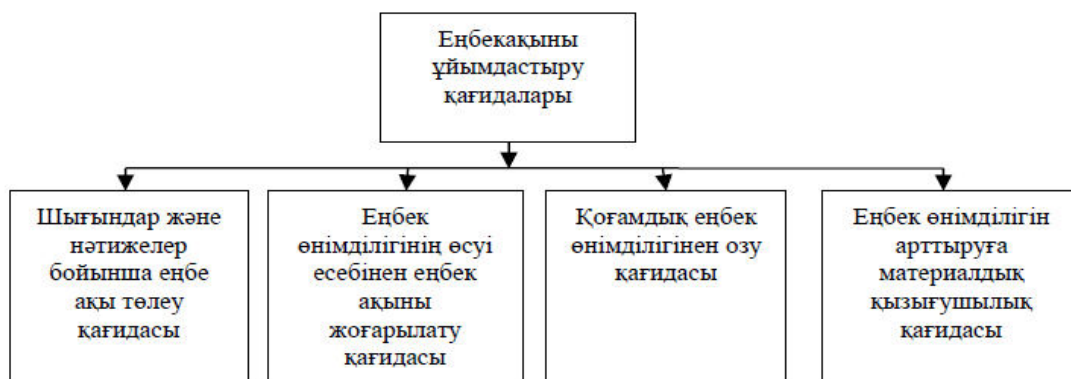 Еңбекақыны
ұйымдастыру
қағидалары
Шығындар және
нәтижелер
бойынша еңбе
ақы төлеу
қағидасы
Еңбек
өнімділігінің өсуі
есебінен еңбек
ақыны
жоғарылату
қағидасы
Қоғамдық еңбек
өнімділігінен озу
қағидасы
Еңбек өнімділігін
арттыруға
материалдық
қызығушылық
қағидасы